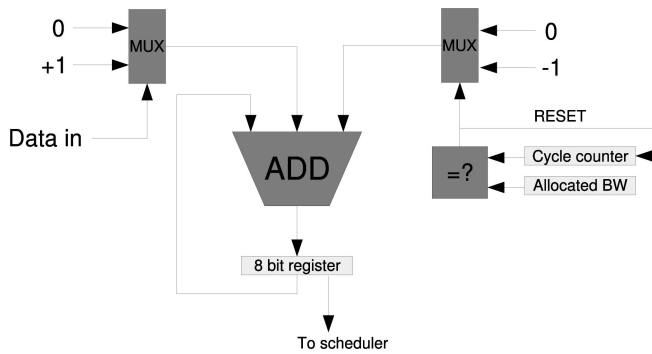 0
MUX
+1
Data in
MUX
0
-1
RESET
ADD
=?
Cycle counter
Allocated BW
8 bit register
To scheduler